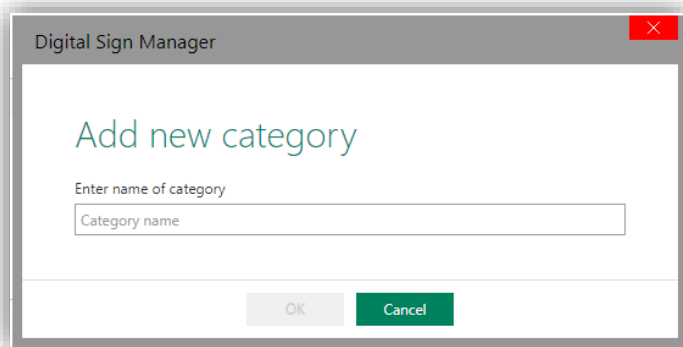 Digital Sign Manager
Add new category
Enter name of category
Category name
OK
Cancel